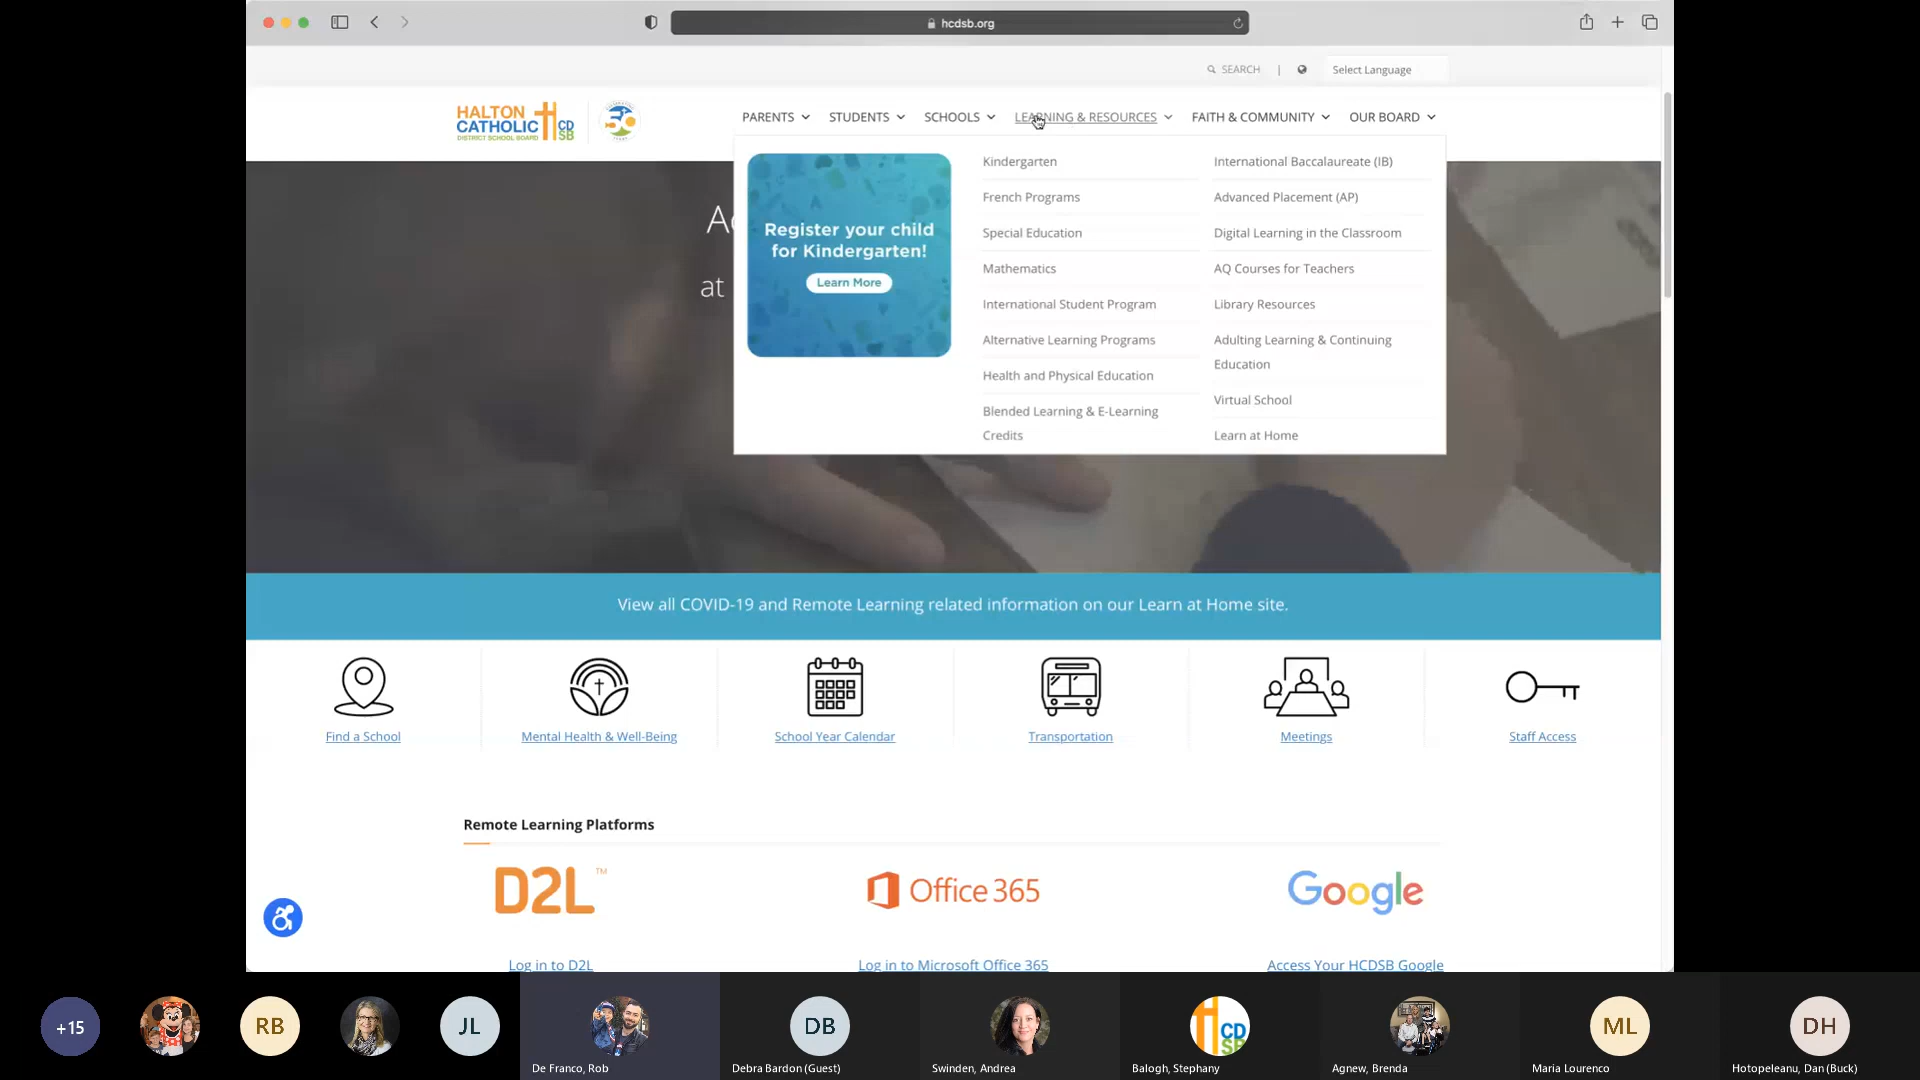 hcdsb.org
SEARCH | Select Language
HALTON
CATHOLIC
DISTRICT SCHOOL BOARD
CD
SB
PARENTS
STUDENTS
SCHOOLS
LEARNING & RESOURCES
FAITH & COMMUNITY
OUR BOARD
at
Register your child
for Kindergarten!
Learn More
Kindergarten
French Programs
Special Education
Mathematics
International Student Program
Alternative Learning Programs
Health and Physical Education
Blended Learning & E-Learning
Credits
International Baccalaureate (IB)
Advanced Placement (AP)
Digital Learning in the Classroom
AQ Courses for Teachers
Library Resources
Adulting Learning & Continuing
Education
Virtual School
Learn at Home
View all COVID-19 and Remote Learning related information on our Learn at Home site.
Find a School
Mental Health & Well-Being
School Year Calendar
Transportation
Meetings
Staff Access
Remote Learning Platforms
D2L™
Office 365
Google
Log in to D2L
Log in to Microsoft Office 365
Access Your HCDSB Google
+15
RB
JL
De Franco, Rob
DB
Debra Bardon (Guest)
Swinden, Andrea
CD
SB
Balogh, Stephany
Agnew, Brenda
ML
Maria Lourenco
DH
Hotopeleanu, Dan (Buck)